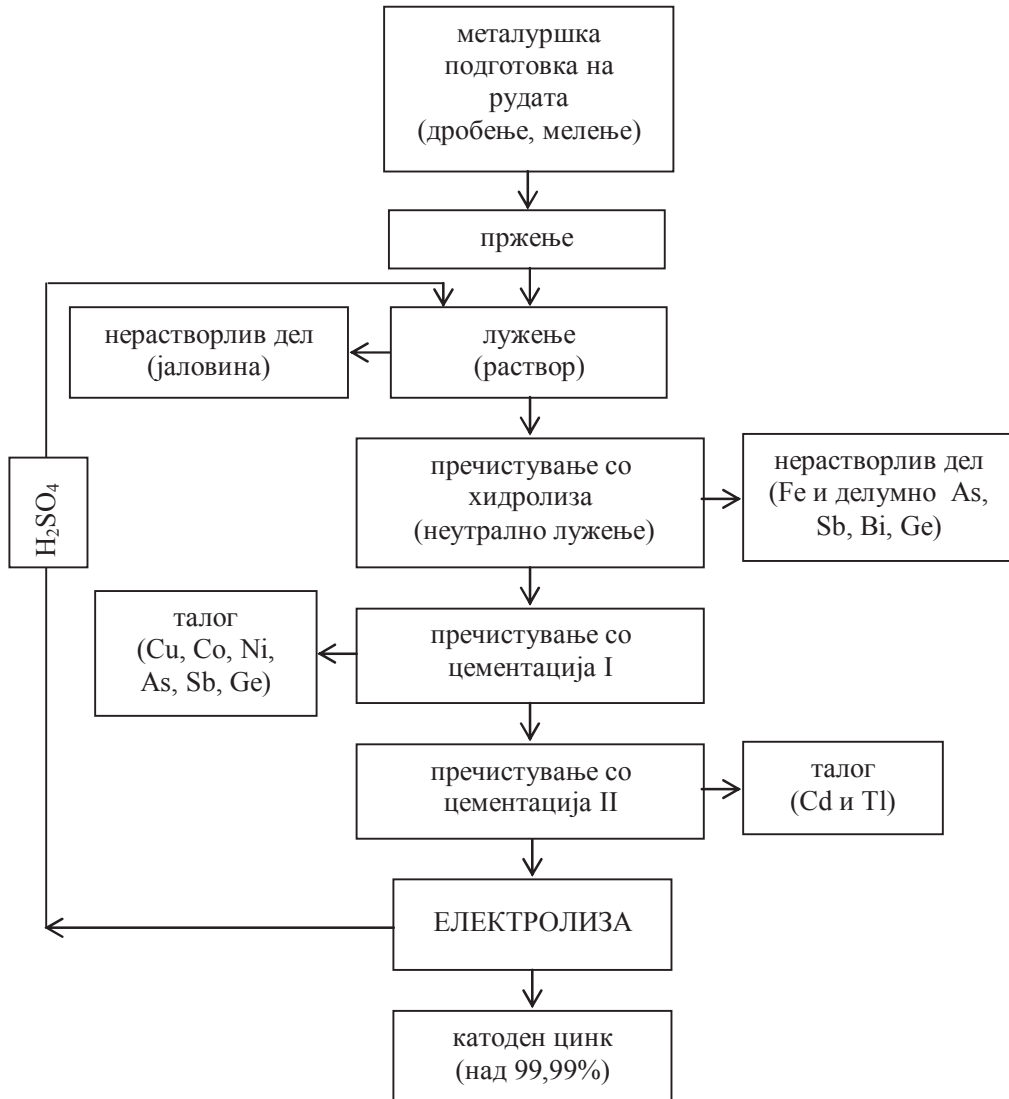 металуршка
подготовка на
рудата
(дробење, мелење)
пржење
нерастворлив дел
(јаловина)
лужење
(раствор)
пречистување со
хидролиза
(неутрално лужење)
нерастворлив дел
(Fe и делумно As,
Sb, Bi, Ge)
H₂SO₄
талог
(Cu, Co, Ni,
As, Sb, Ge)
пречистување со
цементација I
пречистување со
цементација II
талог
(Cd и Tl)
ЕЛЕКТРОЛИЗА
катоден цинк
(над 99,99%)